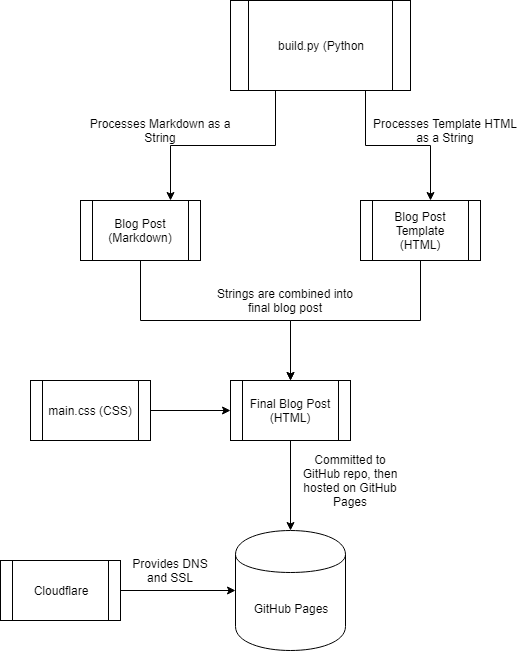 build.py (Python
Processes Markdown as a
String
Processes Template HTML
as a String
Blog Post
(Markdown)
Blog Post
Template
(HTML)
Strings are combined into
final blog post
main.css (CSS)
Final Blog Post
(HTML)
Committed to
GitHub repo, then
hosted on GitHub
Pages
Provides DNS
and SSL
Cloudflare
GitHub Pages